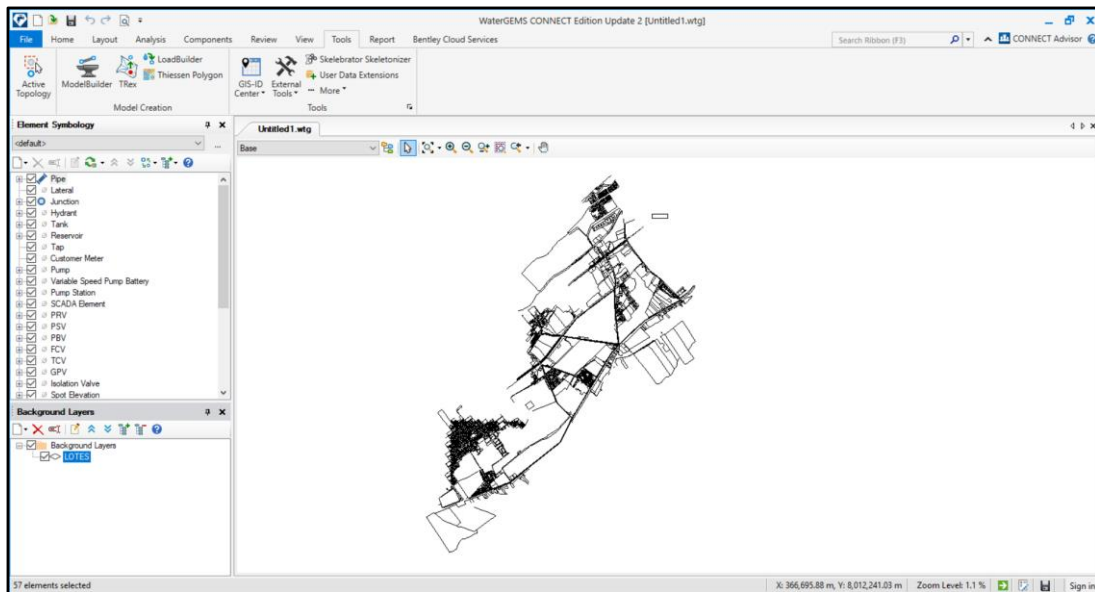 WaterGEMS CONNECT Edition Update 2 [Untitled1.wtg]
File Home Layout Analysis Components Review View Tools Report Bentley Cloud Services
Search Ribbon (F3) CONNECT Advisor
Active Topology
ModelBuilder
TRex
LoadBuilder
Thiessen Polygon
Model Creation
GIS-ID Center
External Tools
Skelebrator Skeletonizer
User Data Extensions
More
Tools
Element Symbology
<default>
Pipe
Lateral
Junction
Hydrant
Tank
Reservoir
Tap
Customer Meter
Pump
Variable Speed Pump Battery
Pump Station
SCADA Element
PRV
PSV
PBV
FCV
TCV
GPV
Isolation Valve
Spot Elevation
Background Layers
Background Layers
LOTES
Untitled1.wtg
Base
57 elements selected
X: 366,695.88 m, Y: 8,012,241.03 m Zoom Level: 1.1 % Sign in